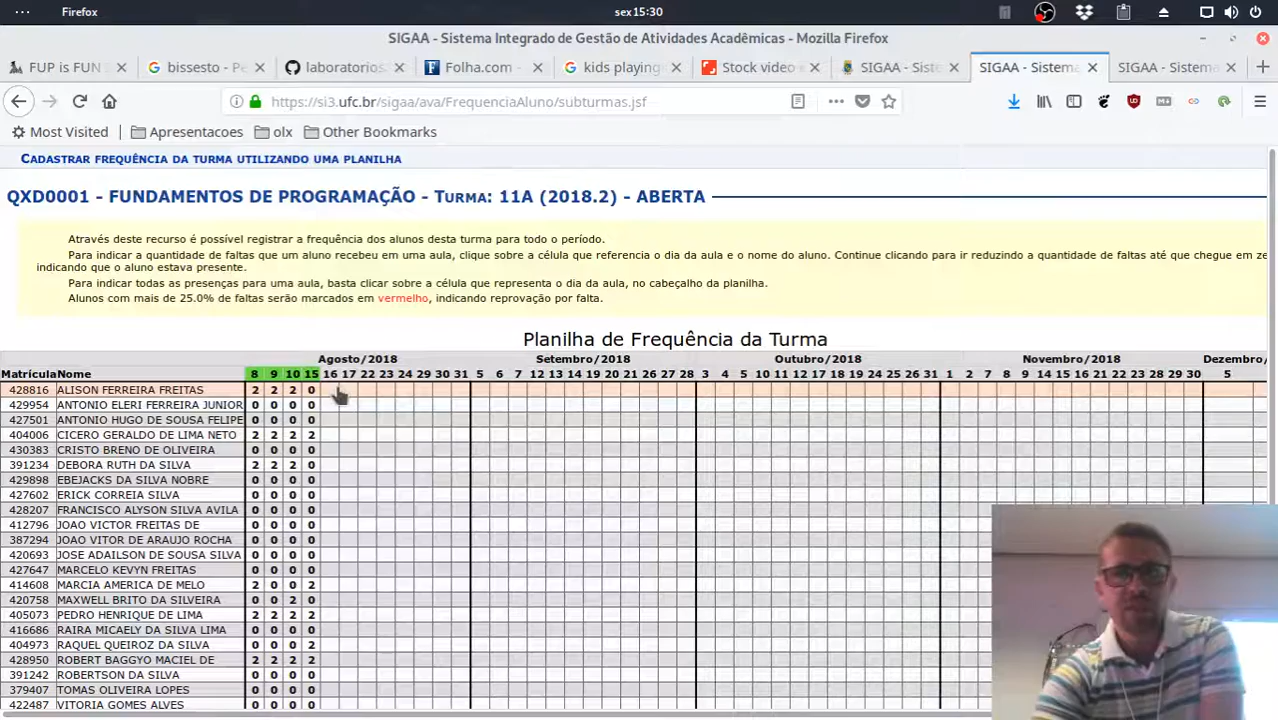 Firefox
sex15:30
SIGAA - Sistema Integrado de Gestão de Atividades Acadêmicas - Mozilla Firefox
FUP is FUN
bissesto - Pe
laboratorios
Folha.com -
kids playing
Stock video
SIGAA - Siste
SIGAA - Sistema
SIGAA - Sistema
https://si3.ufc.br/sigaa/ava/FrequenciaAluno/subturmas.jsf
Most Visited
Apresentacoes
olx
Other Bookmarks
CADASTRAR FREQUÊNCIA DA TURMA UTILIZANDO UMA PLANILHA
QXD0001 - FUNDAMENTOS DE PROGRAMAÇÃO - TURMA: 11A (2018.2) - ABERTA
Através deste recurso é possível registrar a frequência dos alunos desta turma para todo o período.
Para indicar a quantidade de faltas que um aluno recebeu em uma aula, clique sobre a célula que referencia o dia da aula e o nome do aluno. Continue clicando para ir reduzindo a quantidade de faltas até que chegue em ze
indicando que o aluno estava presente.
Para indicar todas as presenças para uma aula, basta clicar sobre a célula que representa o dia da aula, no cabeçalho da planilha.
Alunos com mais de 25.0% de faltas serão marcados em vermelho, indicando reprovação por falta.
Planilha de Frequência da Turma
Agosto/2018 Setembro/2018 Outubro/2018 Novembro/2018 Dezembro/
Matrícula Nome 8 9 10 15 16 17 22 23 24 29 30 31 5 6 7 12 13 14 19 20 21 26 27 28 3 4 5 10 11 12 17 18 19 24 25 26 31 1 2 7 8 9 14 15 16 21 22 23 28 29 30 5
428816 ALISON FERREIRA FREITAS 2 2 2 0
429954 ANTONIO ELERI FERREIRA JUNIOR 0 0 0 0
427501 ANTONIO HUGO DE SOUSA FELIPE 0 0 0 0
404006 CICERO GERALDO DE LIMA NETO 2 2 2 2
430383 CRISTO BRENO DE OLIVEIRA 0 0 0 0
391234 DEBORA RUTH DA SILVA 2 2 2 0
429898 EBEJACKS DA SILVA NOBRE 0 0 0 0
427602 ERICK CORREIA SILVA 0 0 0 0
428207 FRANCISCO ALYSON SILVA AVILA 0 0 0 0
412796 JOAO VICTOR FREITAS DE 0 0 0 0
387294 JOAO VITOR DE ARAUJO ROCHA 0 0 0 0
420693 JOSE ADAILSON DE SOUSA SILVA 0 0 0 0
427647 MARCELO KEVYN FREITAS 0 0 0 0
414608 MARCIA AMERICA DE MELO 2 0 0 2
420758 MAXWELL BRITO DA SILVEIRA 0 0 2 0
405073 PEDRO HENRIQUE DE LIMA 2 2 2 2
416686 RAIRA MICAELY DA SILVA LIMA 0 0 0 0
404973 RAQUEL QUEIROZ DA SILVA 0 0 0 2
428950 ROBERT BAGGYO MACIEL DE 2 2 2 2
391242 ROBERTSON DA SILVA 0 0 0 0
379407 TOMAS OLIVEIRA LOPES 0 0 0 0
422487 VITORIA GOMES ALVES 0 0 0 0